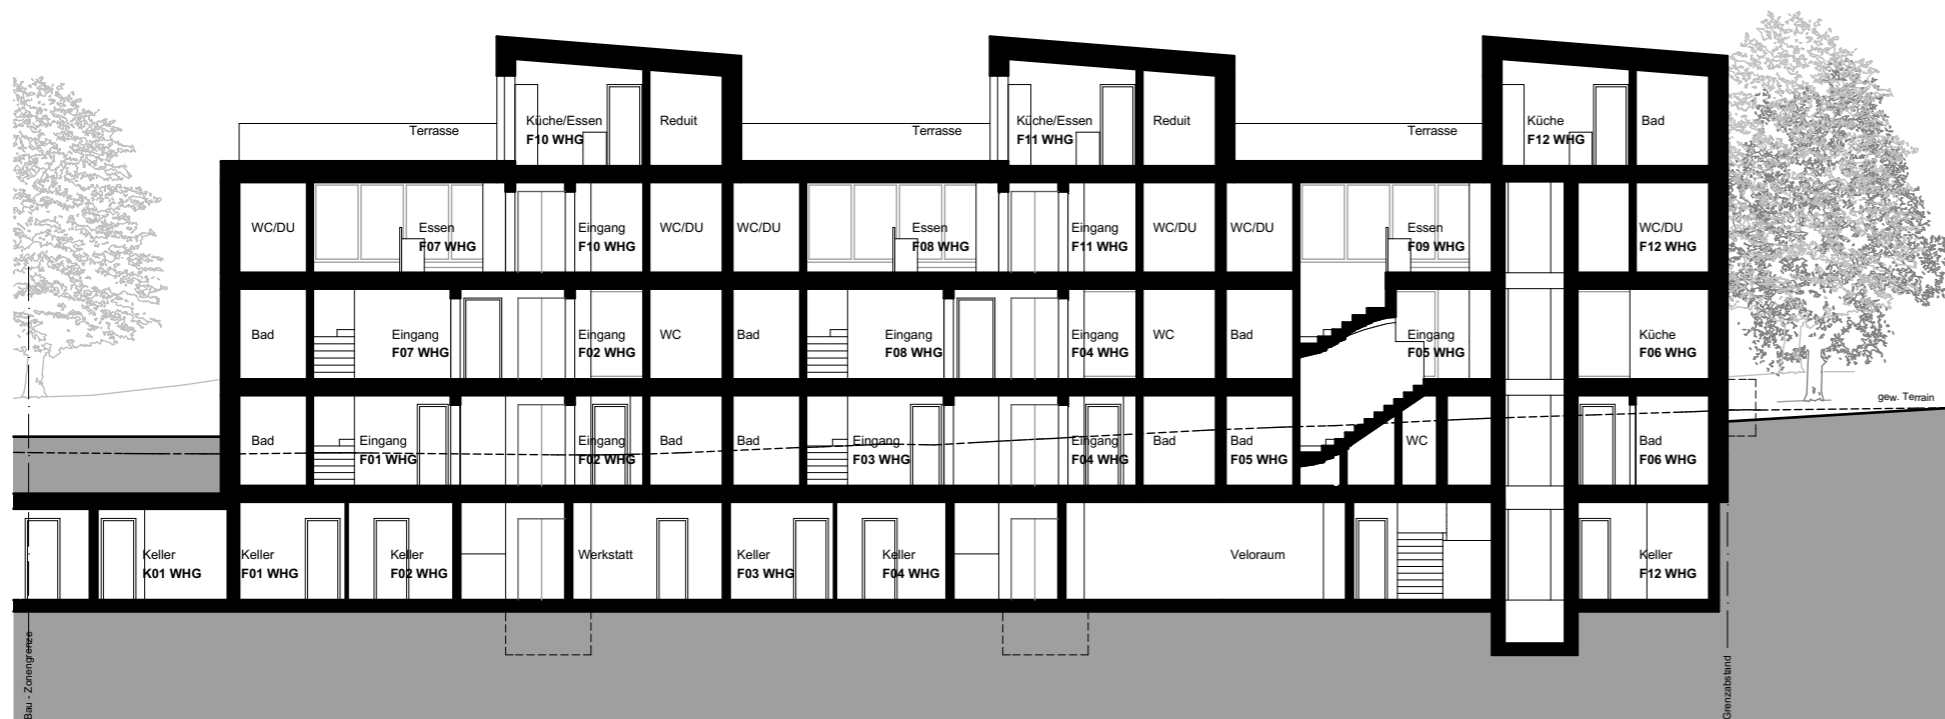 Terrasse
Küche/Essen
F10 WHG
Reduit
Terrasse
Küche/Essen
F11 WHG
Reduit
Terrasse
Küche
F12 WHG
Bad
WC/DU
Essen
F07 WHG
Eingang
F10 WHG
WC/DU
WC/DU
Essen
F08 WHG
Eingang
F11 WHG
WC/DU
WC/DU
Essen
F09 WHG
WC/DU
F12 WHG
Bad
Eingang
F07 WHG
Eingang
F02 WHG
WC
Bad
Eingang
F08 WHG
Eingang
F04 WHG
WC
Bad
Eingang
F05 WHG
Küche
F06 WHG
gew. Terrain
Bad
Eingang
F01 WHG
Eingang
F02 WHG
Bad
Bad
Eingang
F03 WHG
Eingang
F04 WHG
Bad
Bad
F05 WHG
WC
Bad
F06 WHG
Keller
K01 WHG
Keller
F01 WHG
Keller
F02 WHG
Werkstatt
Keller
F03 WHG
Keller
F04 WHG
Veloraum
Keller
F12 WHG
Bau - Zonengrenze
Grenzabstand